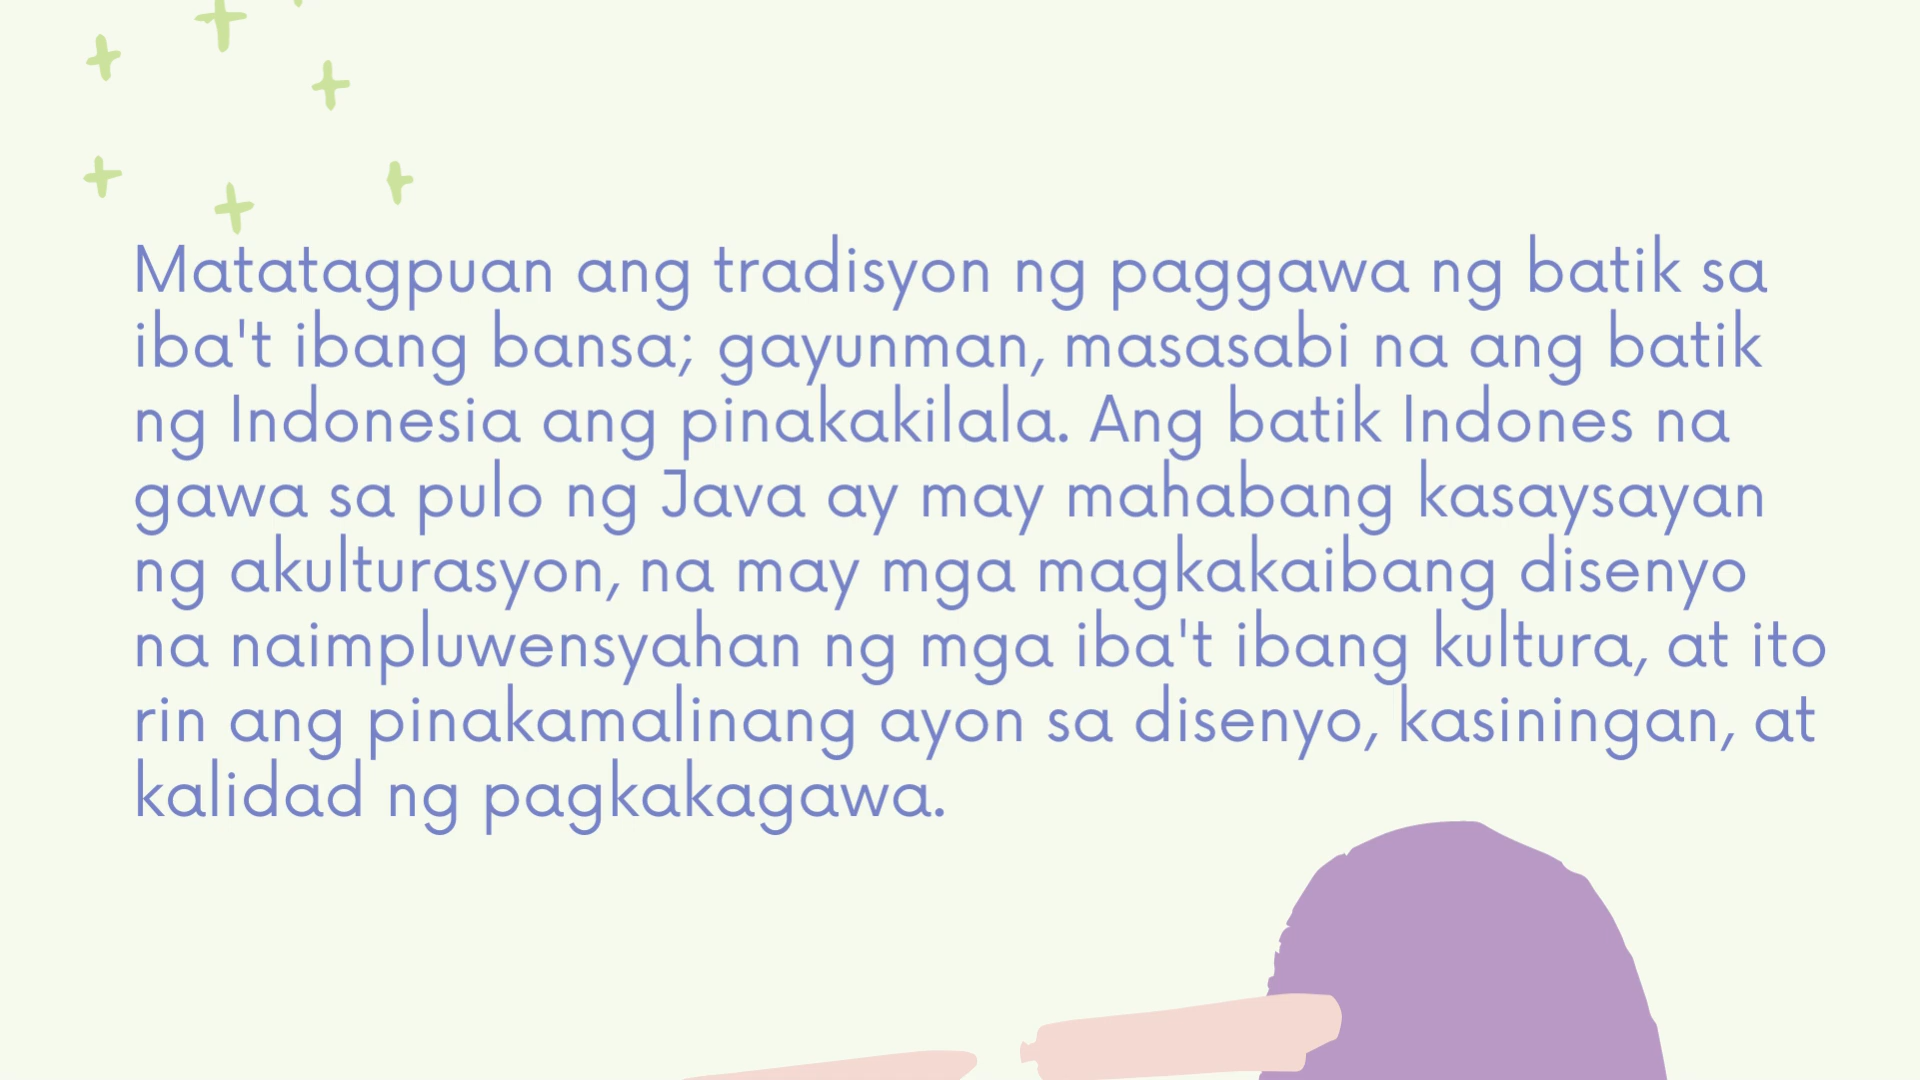 Matatagpuan ang tradisyon ng paggawa ng batik sa
iba't ibang bansa; gayunman, masasabi na ang batik
ng Indonesia ang pinakakilala. Ang batik Indones na
gawa sa pulo ng Java ay may mahabang kasaysayan
ng akulturasyon, na may mga magkakaibang disenyo
na naimpluwensyahan ng mga iba't ibang kultura, at ito
rin ang pinakamalinang ayon sa disenyo, kasiningan, at
kalidad ng pagkakagawa.